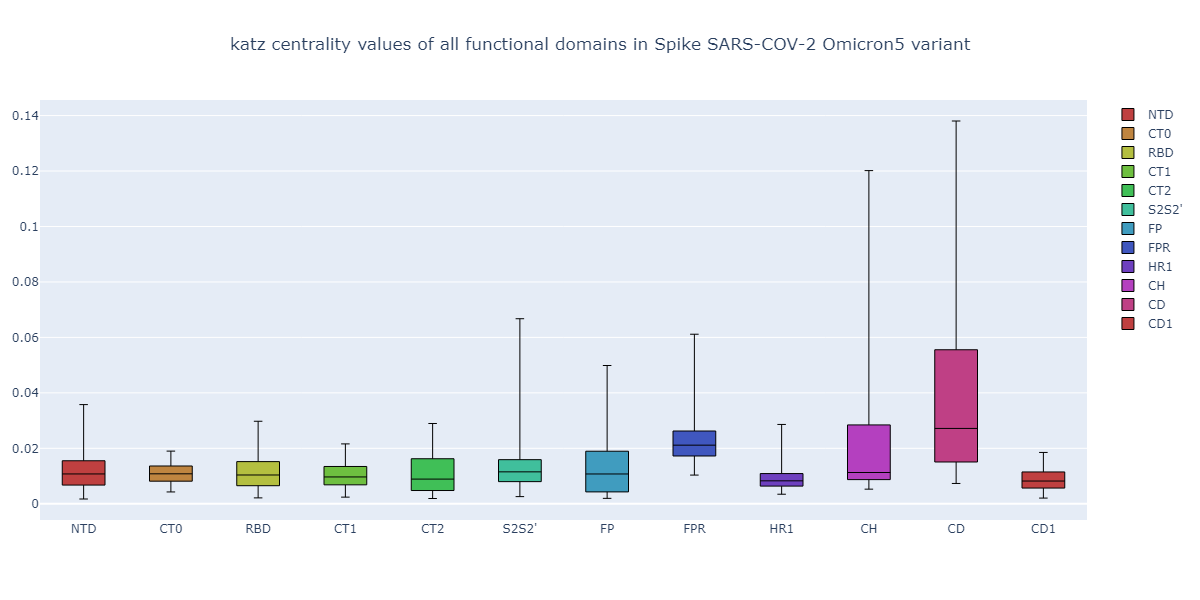 katz centrality values of all functional domains in Spike SARS-COV-2 Omicron5 variant
0.14
0.12
0.1
0.08
0.06
0.04
0.02
0
NTD CT0 RBD CT1 CT2 S2S2' FP FPR HR1 CH CD CD1
NTD
CT0
RBD
CT1
CT2
S2S2'
FP
FPR
HR1
CH
CD
CD1